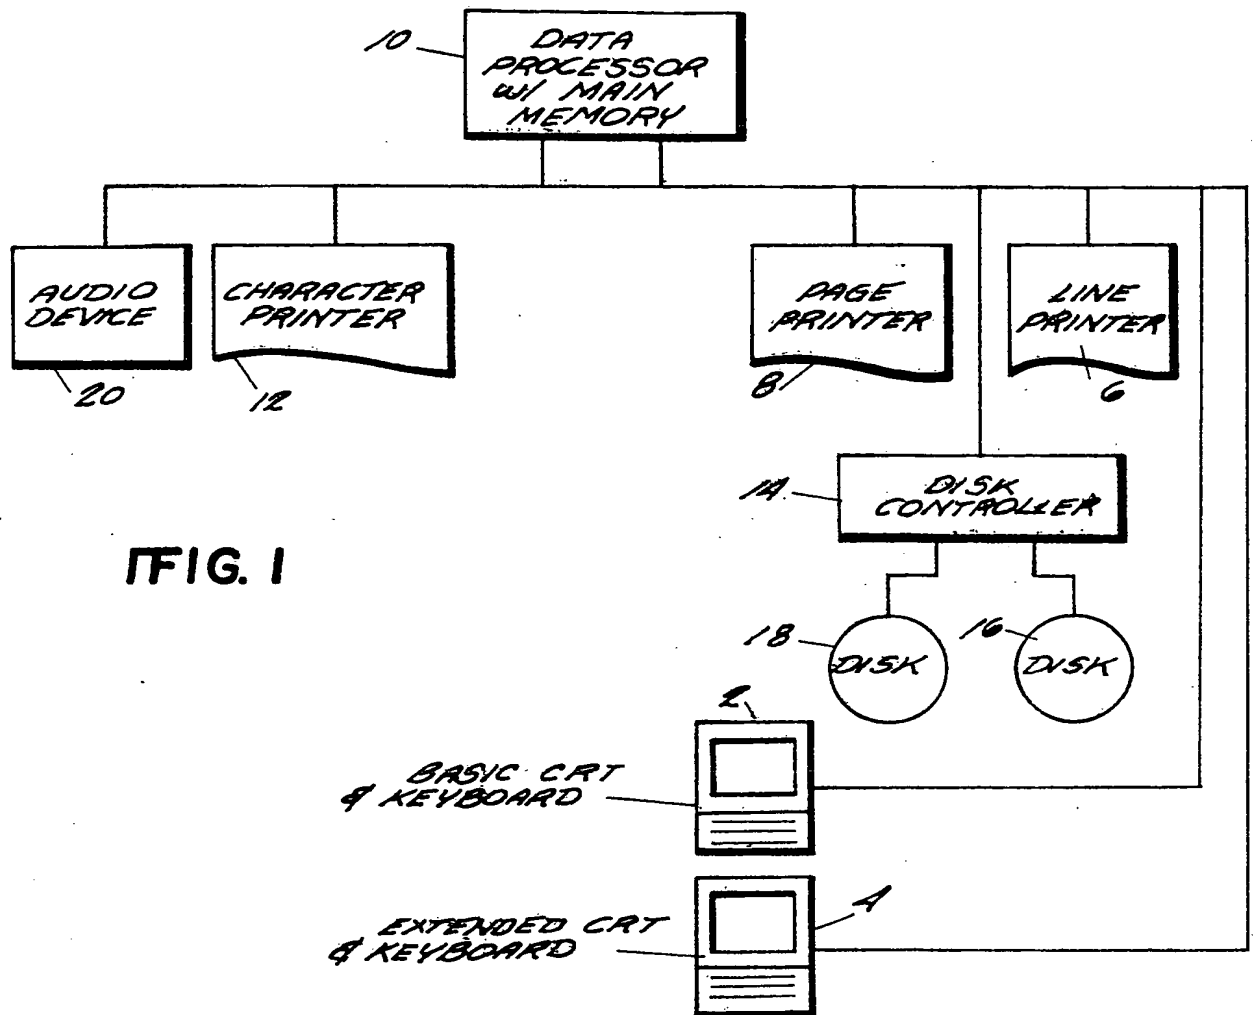 10
DATA
PROCESSOR
w/ MAIN
MEMORY
AUDIO
DEVICE
20
CHARACTER
PRINTER
12
PAGE
PRINTER
8
LINE
PRINTER
6
14
DISK
CONTROLLER
FIG. 1
18
DISK
16
DISK
2
BASIC CRT
& KEYBOARD
4
EXTENDED CRT
& KEYBOARD